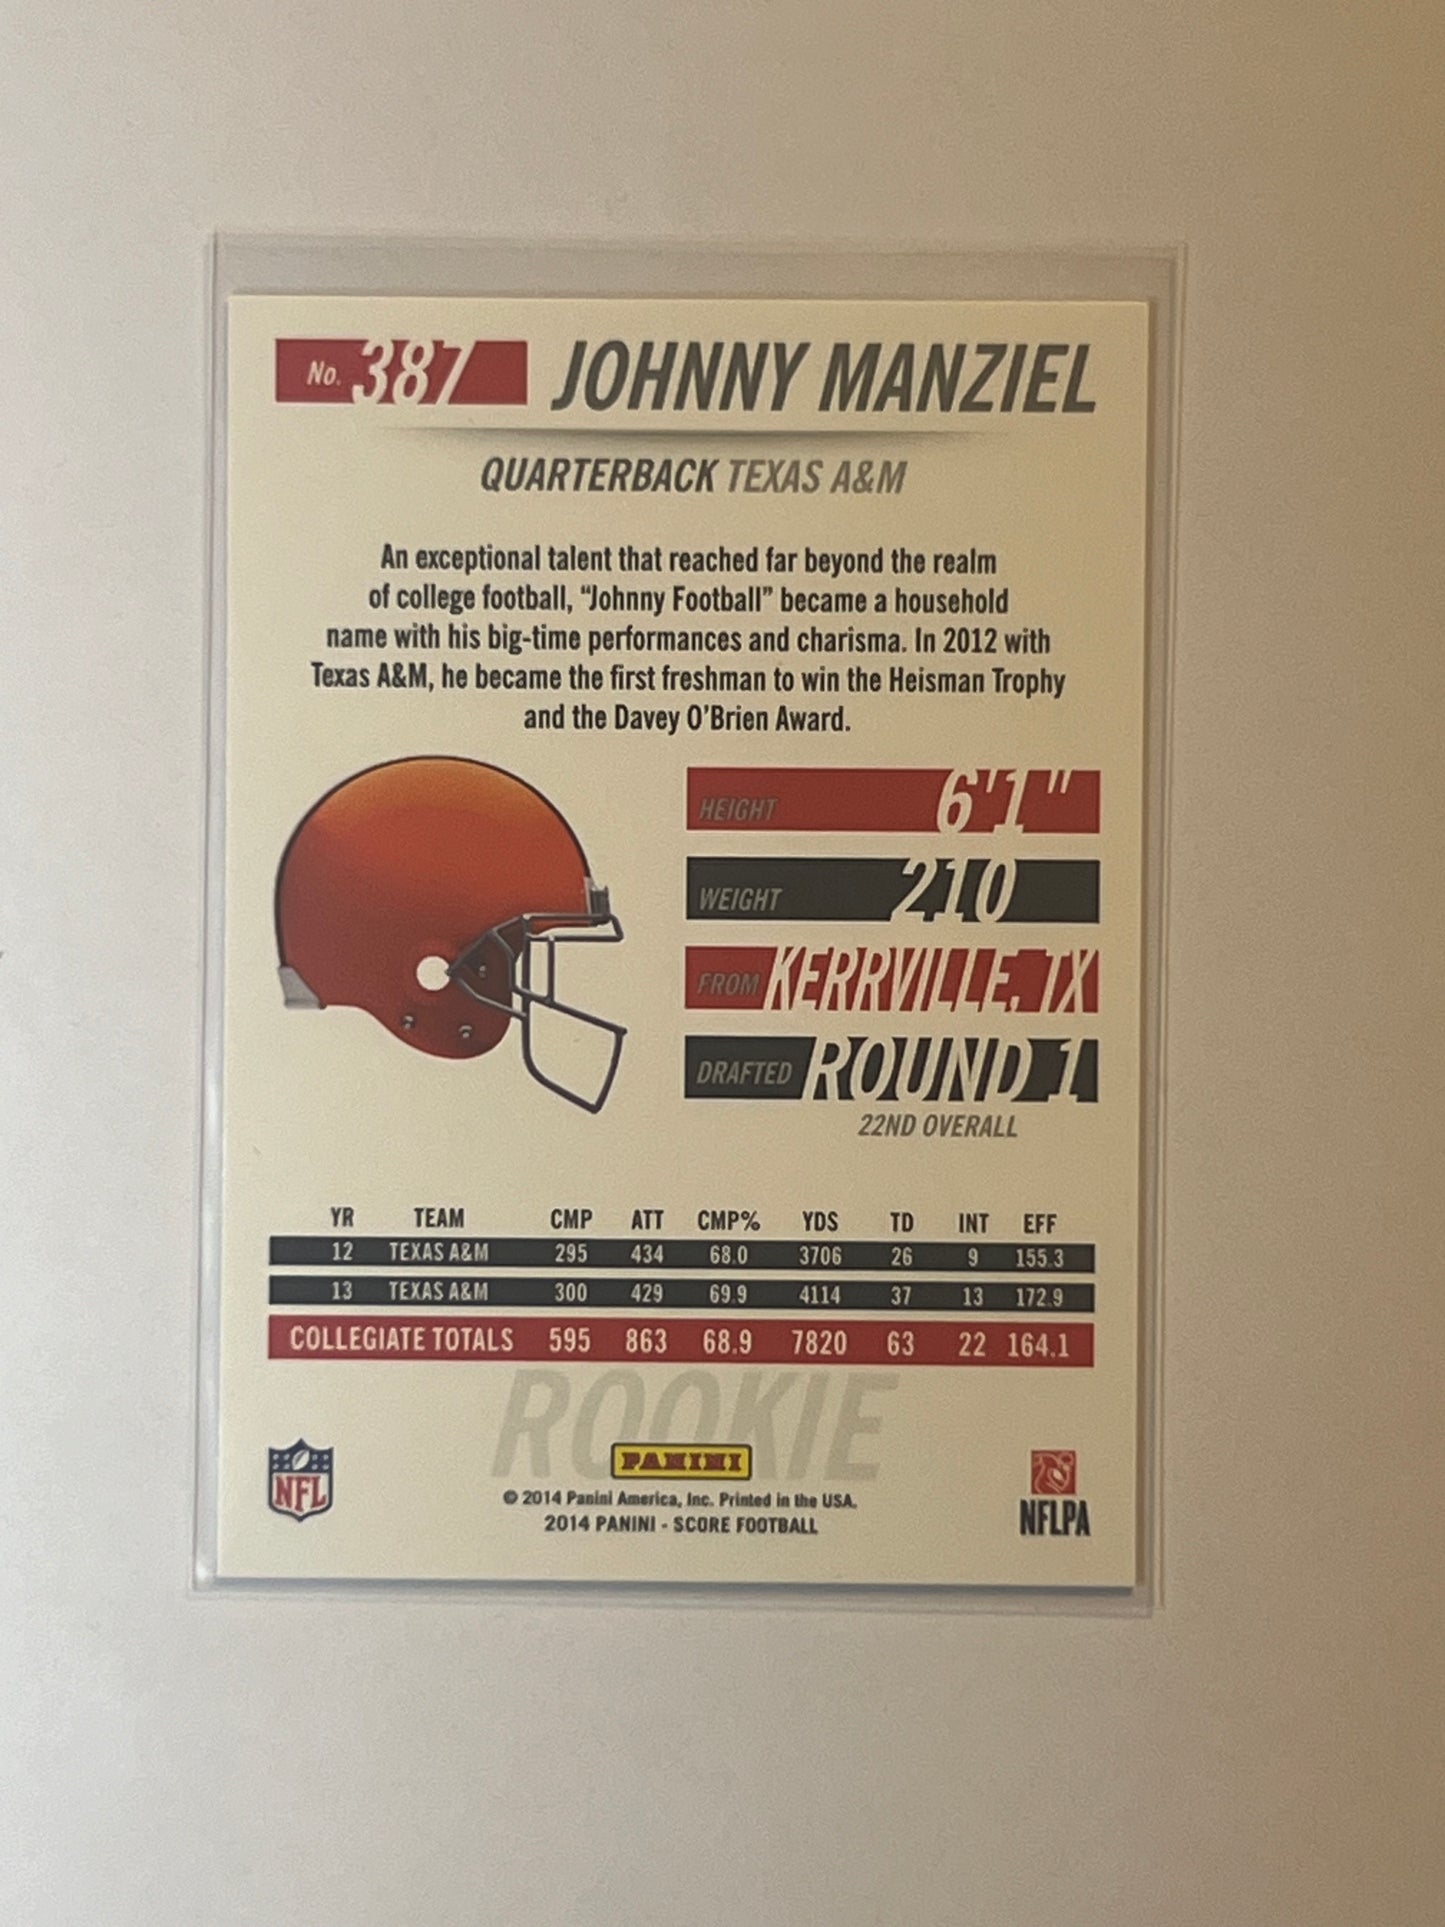 No. 387 JOHNNY MANZIEL
QUARTERBACK TEXAS A&M
An exceptional talent that reached far beyond the realm
of college football, “Johnny Football” became a household
name with his big-time performances and charisma. In 2012 with
Texas A&M, he became the first freshman to win the Heisman Trophy
and the Davey O’Brien Award.
HEIGHT 6'1"
WEIGHT 210
FROM KERRVILLE, TX
DRAFTED ROUND 1
22ND OVERALL
YR TEAM CMP ATT CMP% YDS TD INT EFF
12 TEXAS A&M 295 434 68.0 3706 26 9 155.3
13 TEXAS A&M 300 429 69.9 4114 37 13 172.9
COLLEGIATE TOTALS 595 863 68.9 7820 63 22 164.1
ROOKIE
NFL
PANINI
© 2014 Panini America, Inc. Printed in the USA.
2014 PANINI - SCORE FOOTBALL
NFLPA